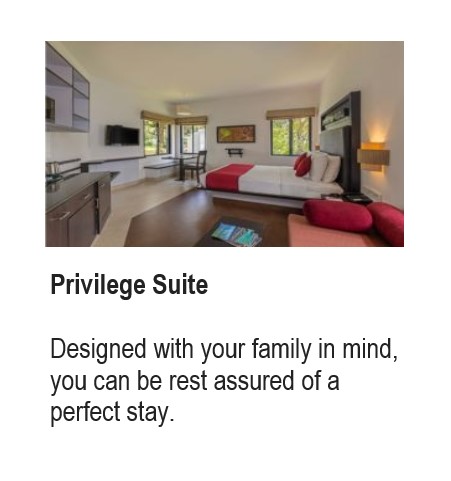 Privilege Suite
Designed with your family in mind,
you can be rest assured of a
perfect stay.